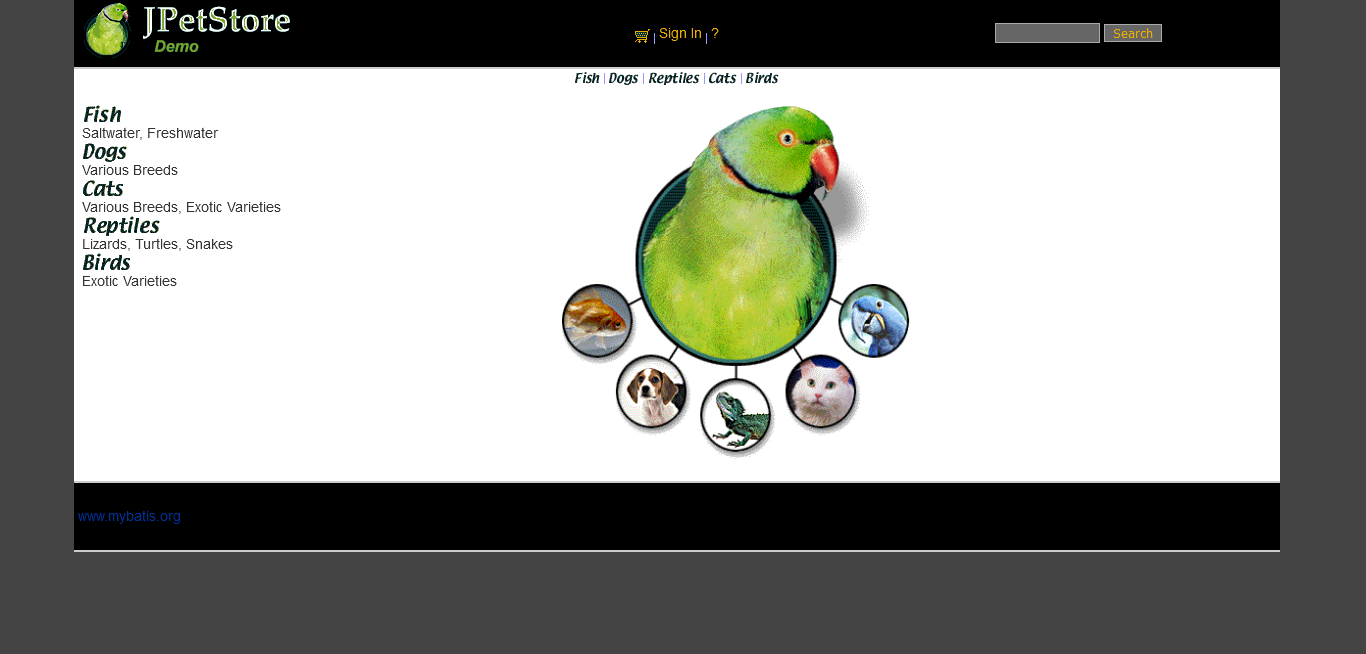 JPetStore
Demo
Sign In | ?
Search
Fish | Dogs | Reptiles | Cats | Birds
Fish
Saltwater, Freshwater
Dogs
Various Breeds
Cats
Various Breeds, Exotic Varieties
Reptiles
Lizards, Turtles, Snakes
Birds
Exotic Varieties
www.mybatis.org